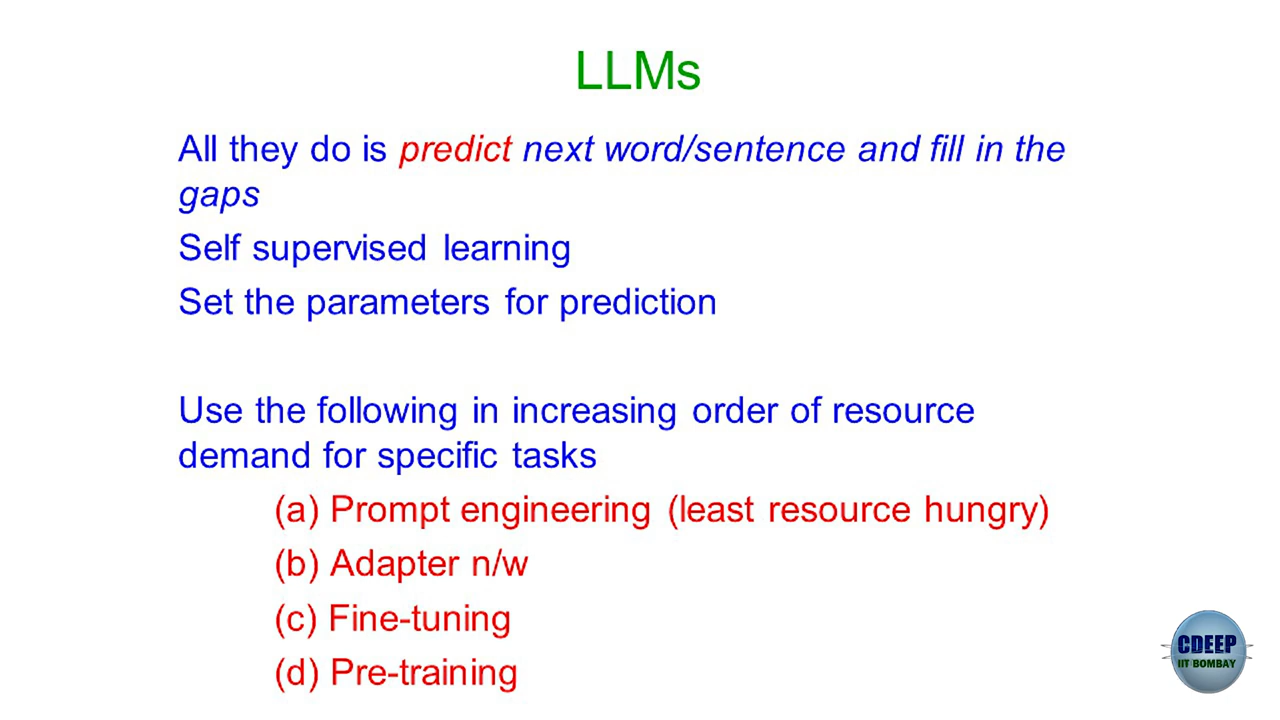 LLMs
All they do is predict next word/sentence and fill in the
gaps
Self supervised learning
Set the parameters for prediction
Use the following in increasing order of resource
demand for specific tasks
(a) Prompt engineering (least resource hungry)
(b) Adapter n/w
(c) Fine-tuning
(d) Pre-training
CDEEP
IIT BOMBAY